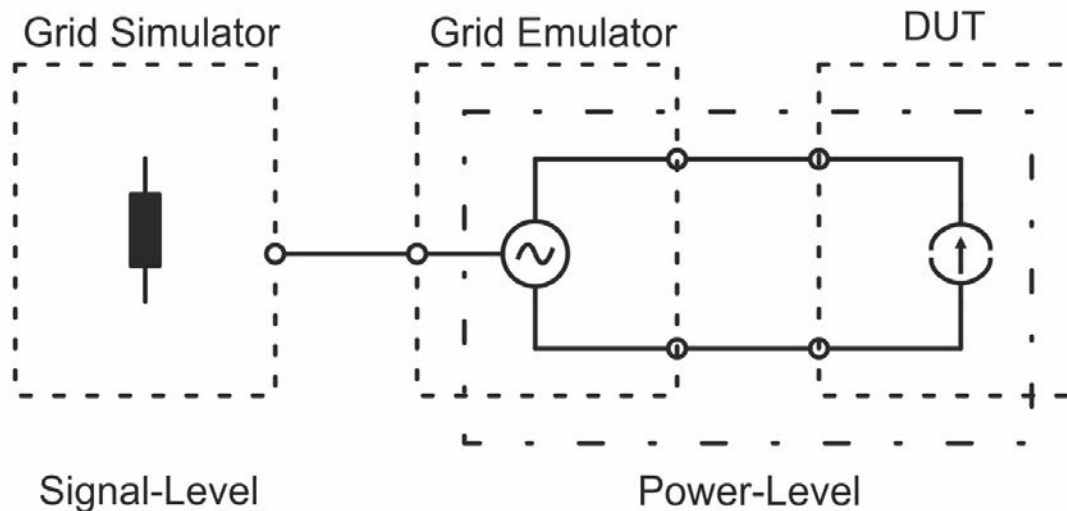 Grid Simulator
Grid Emulator
DUT
Signal-Level
Power-Level